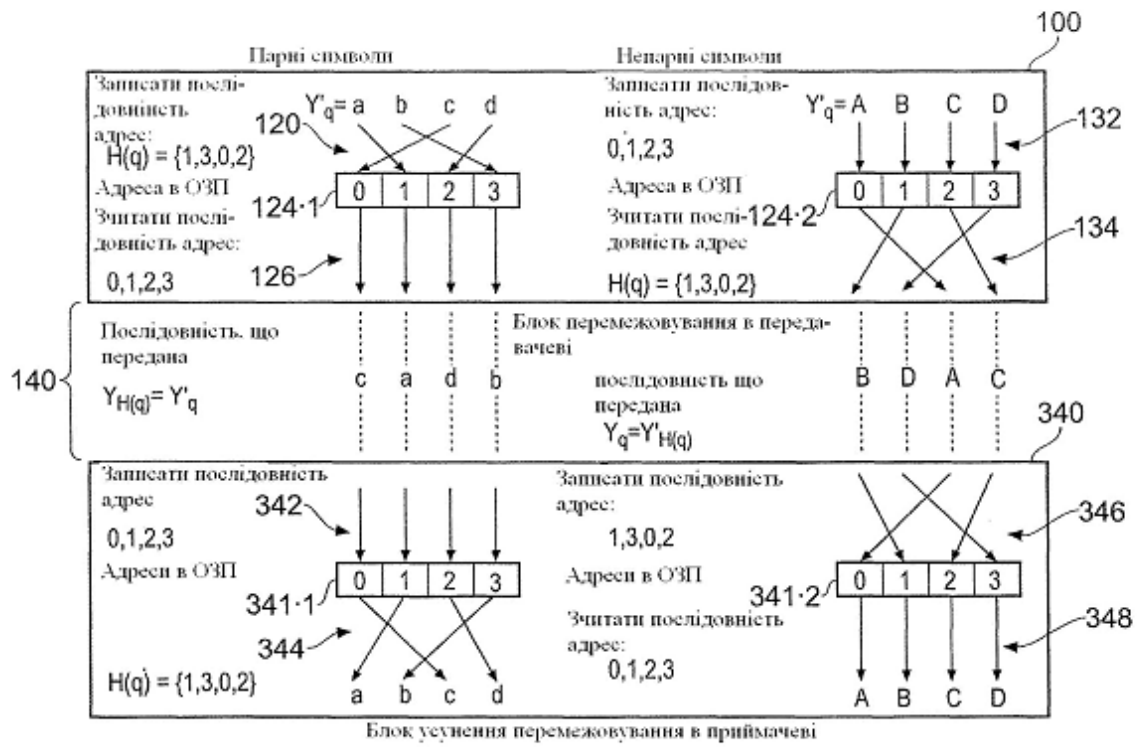 100
Парні символи
Непарні символи
Записати послі-
довніність
адрес:
H(q) = {1,3,0,2}
Адреса в ОЗП
Зчитати послі-
довність адрес:
0,1,2,3
120
Y'q= a b c d
124·1
0 1 2 3
126
Записати послідов-
ність адрес:
0,1,2,3
Адреса в ОЗП
Зчитати послі-
довність адрес
H(q) = {1,3,0,2}
Y'q= A B C D
132
124·2
0 1 2 3
134
140
Послідовність. що
передана
YH(q)= Y'q
c a d b
Блок перемежовування в переда-
вачеві
послідовність що
передана
Yq=Y'H(q)
B D A C
340
Записати послідовність
адрес
0,1,2,3
342
Адреси в ОЗП
341·1
0 1 2 3
344
H(q) = {1,3,0,2}
a b c d
Записати послідовність
адрес:
1,3,0,2
346
Адреси в ОЗП
341·2
0 1 2 3
Зчитати послідовність
адрес:
0,1,2,3
348
A B C D
Блок усунення перемежовування в приймачеві